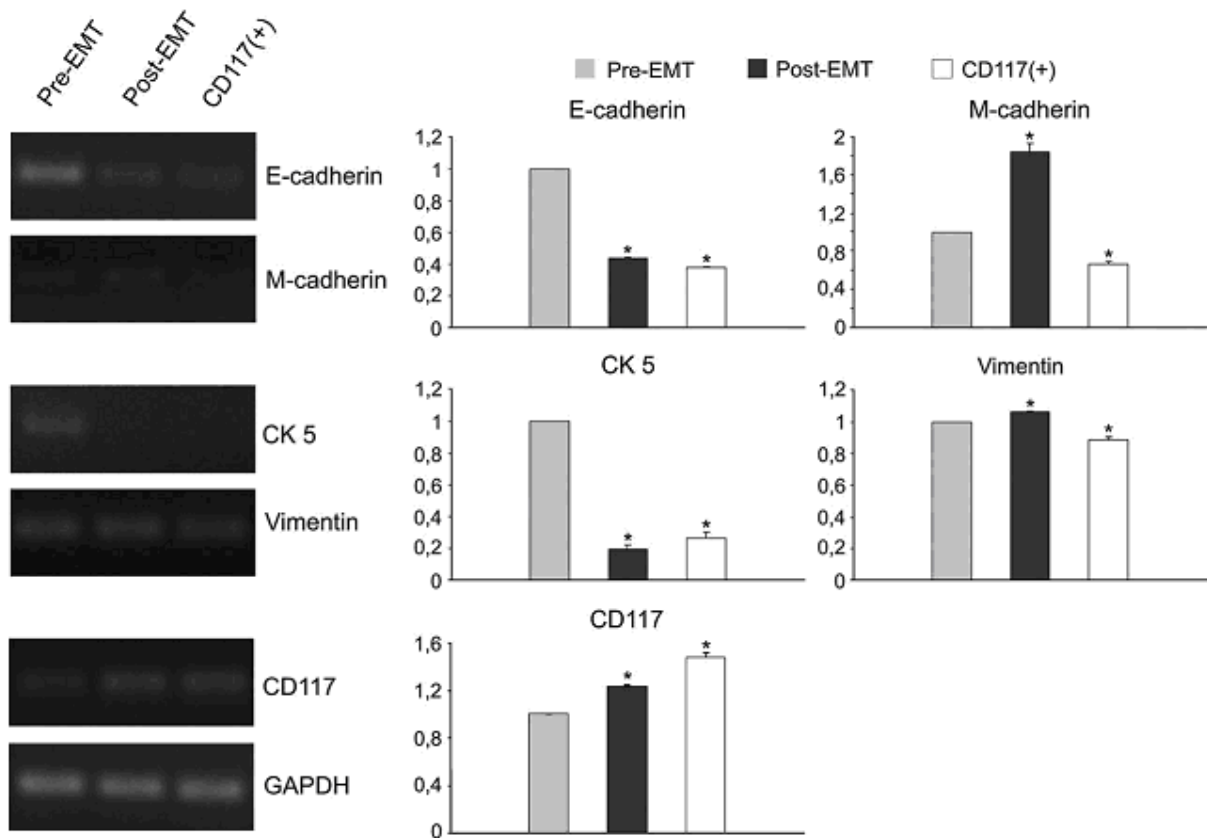 Pre-EMT
Post-EMT
CD117(+)
E-cadherin
M-cadherin
CK 5
Vimentin
CD117
GAPDH
Pre-EMT Post-EMT CD117(+)
E-cadherin
1,2
1
0,8
0,6
0,4
0,2
0
*
*
M-cadherin
2
1,6
1,2
0,8
0,4
0
*
*
CK 5
1,2
1
0,8
0,6
0,4
0,2
0
*
*
Vimentin
1,2
1
0,8
0,6
0,4
0,2
0
*
*
CD117
1,6
1,2
0,8
0,4
0
*
*